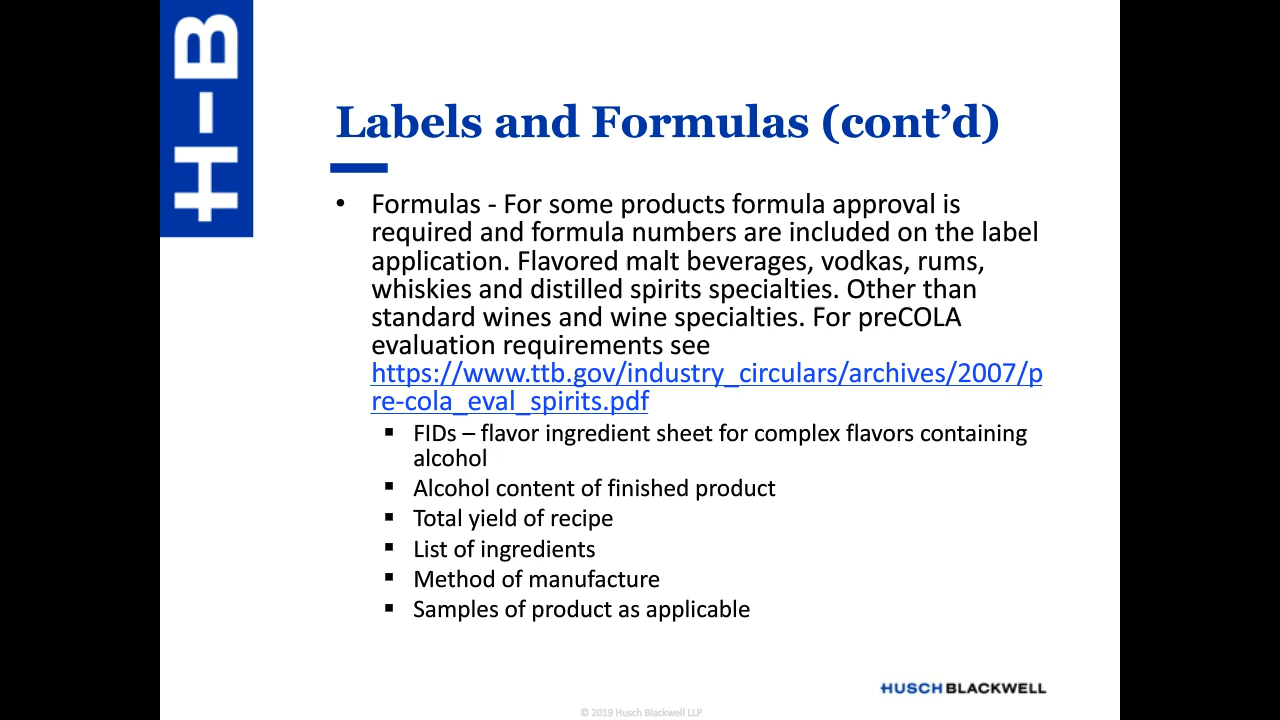 H-B
Labels and Formulas (cont’d)
• Formulas - For some products formula approval is
required and formula numbers are included on the label
application. Flavored malt beverages, vodkas, rums,
whiskies and distilled spirits specialties. Other than
standard wines and wine specialties. For preCOLA
evaluation requirements see
https://www.ttb.gov/industry_circulars/archives/2007/p
re-cola_eval_spirits.pdf
▪ FIDs – flavor ingredient sheet for complex flavors containing
alcohol
▪ Alcohol content of finished product
▪ Total yield of recipe
▪ List of ingredients
▪ Method of manufacture
▪ Samples of product as applicable
HUSCH BLACKWELL
© 2019 Husch Blackwell LLP